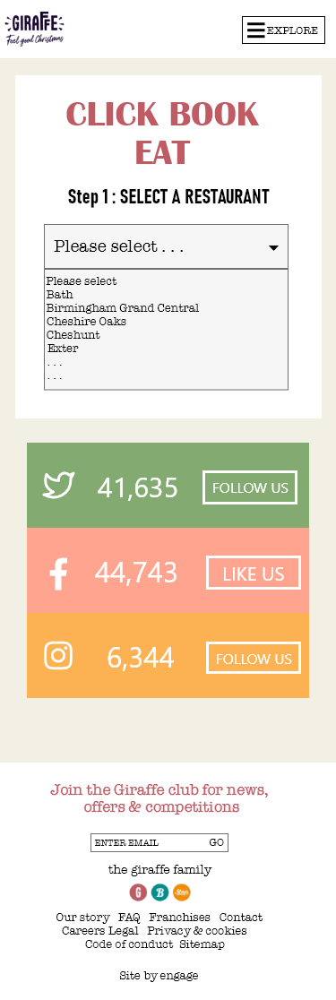 GIRAFFE
Feel good Christmas
EXPLORE
CLICK BOOK
EAT
Step 1 : SELECT A RESTAURANT
Please select . . .
Please select
Bath
Birmingham Grand Central
Cheshire Oaks
Cheshunt
Exter
. . .
. . .
41,635 FOLLOW US
44,743 LIKE US
6,344 FOLLOW US
Join the Giraffe club for news,
offers & competitions
ENTER EMAIL GO
the giraffe family
G B
Our story FAQ Franchises Contact
Careers Legal Privacy & cookies
Code of conduct Sitemap
Site by engage